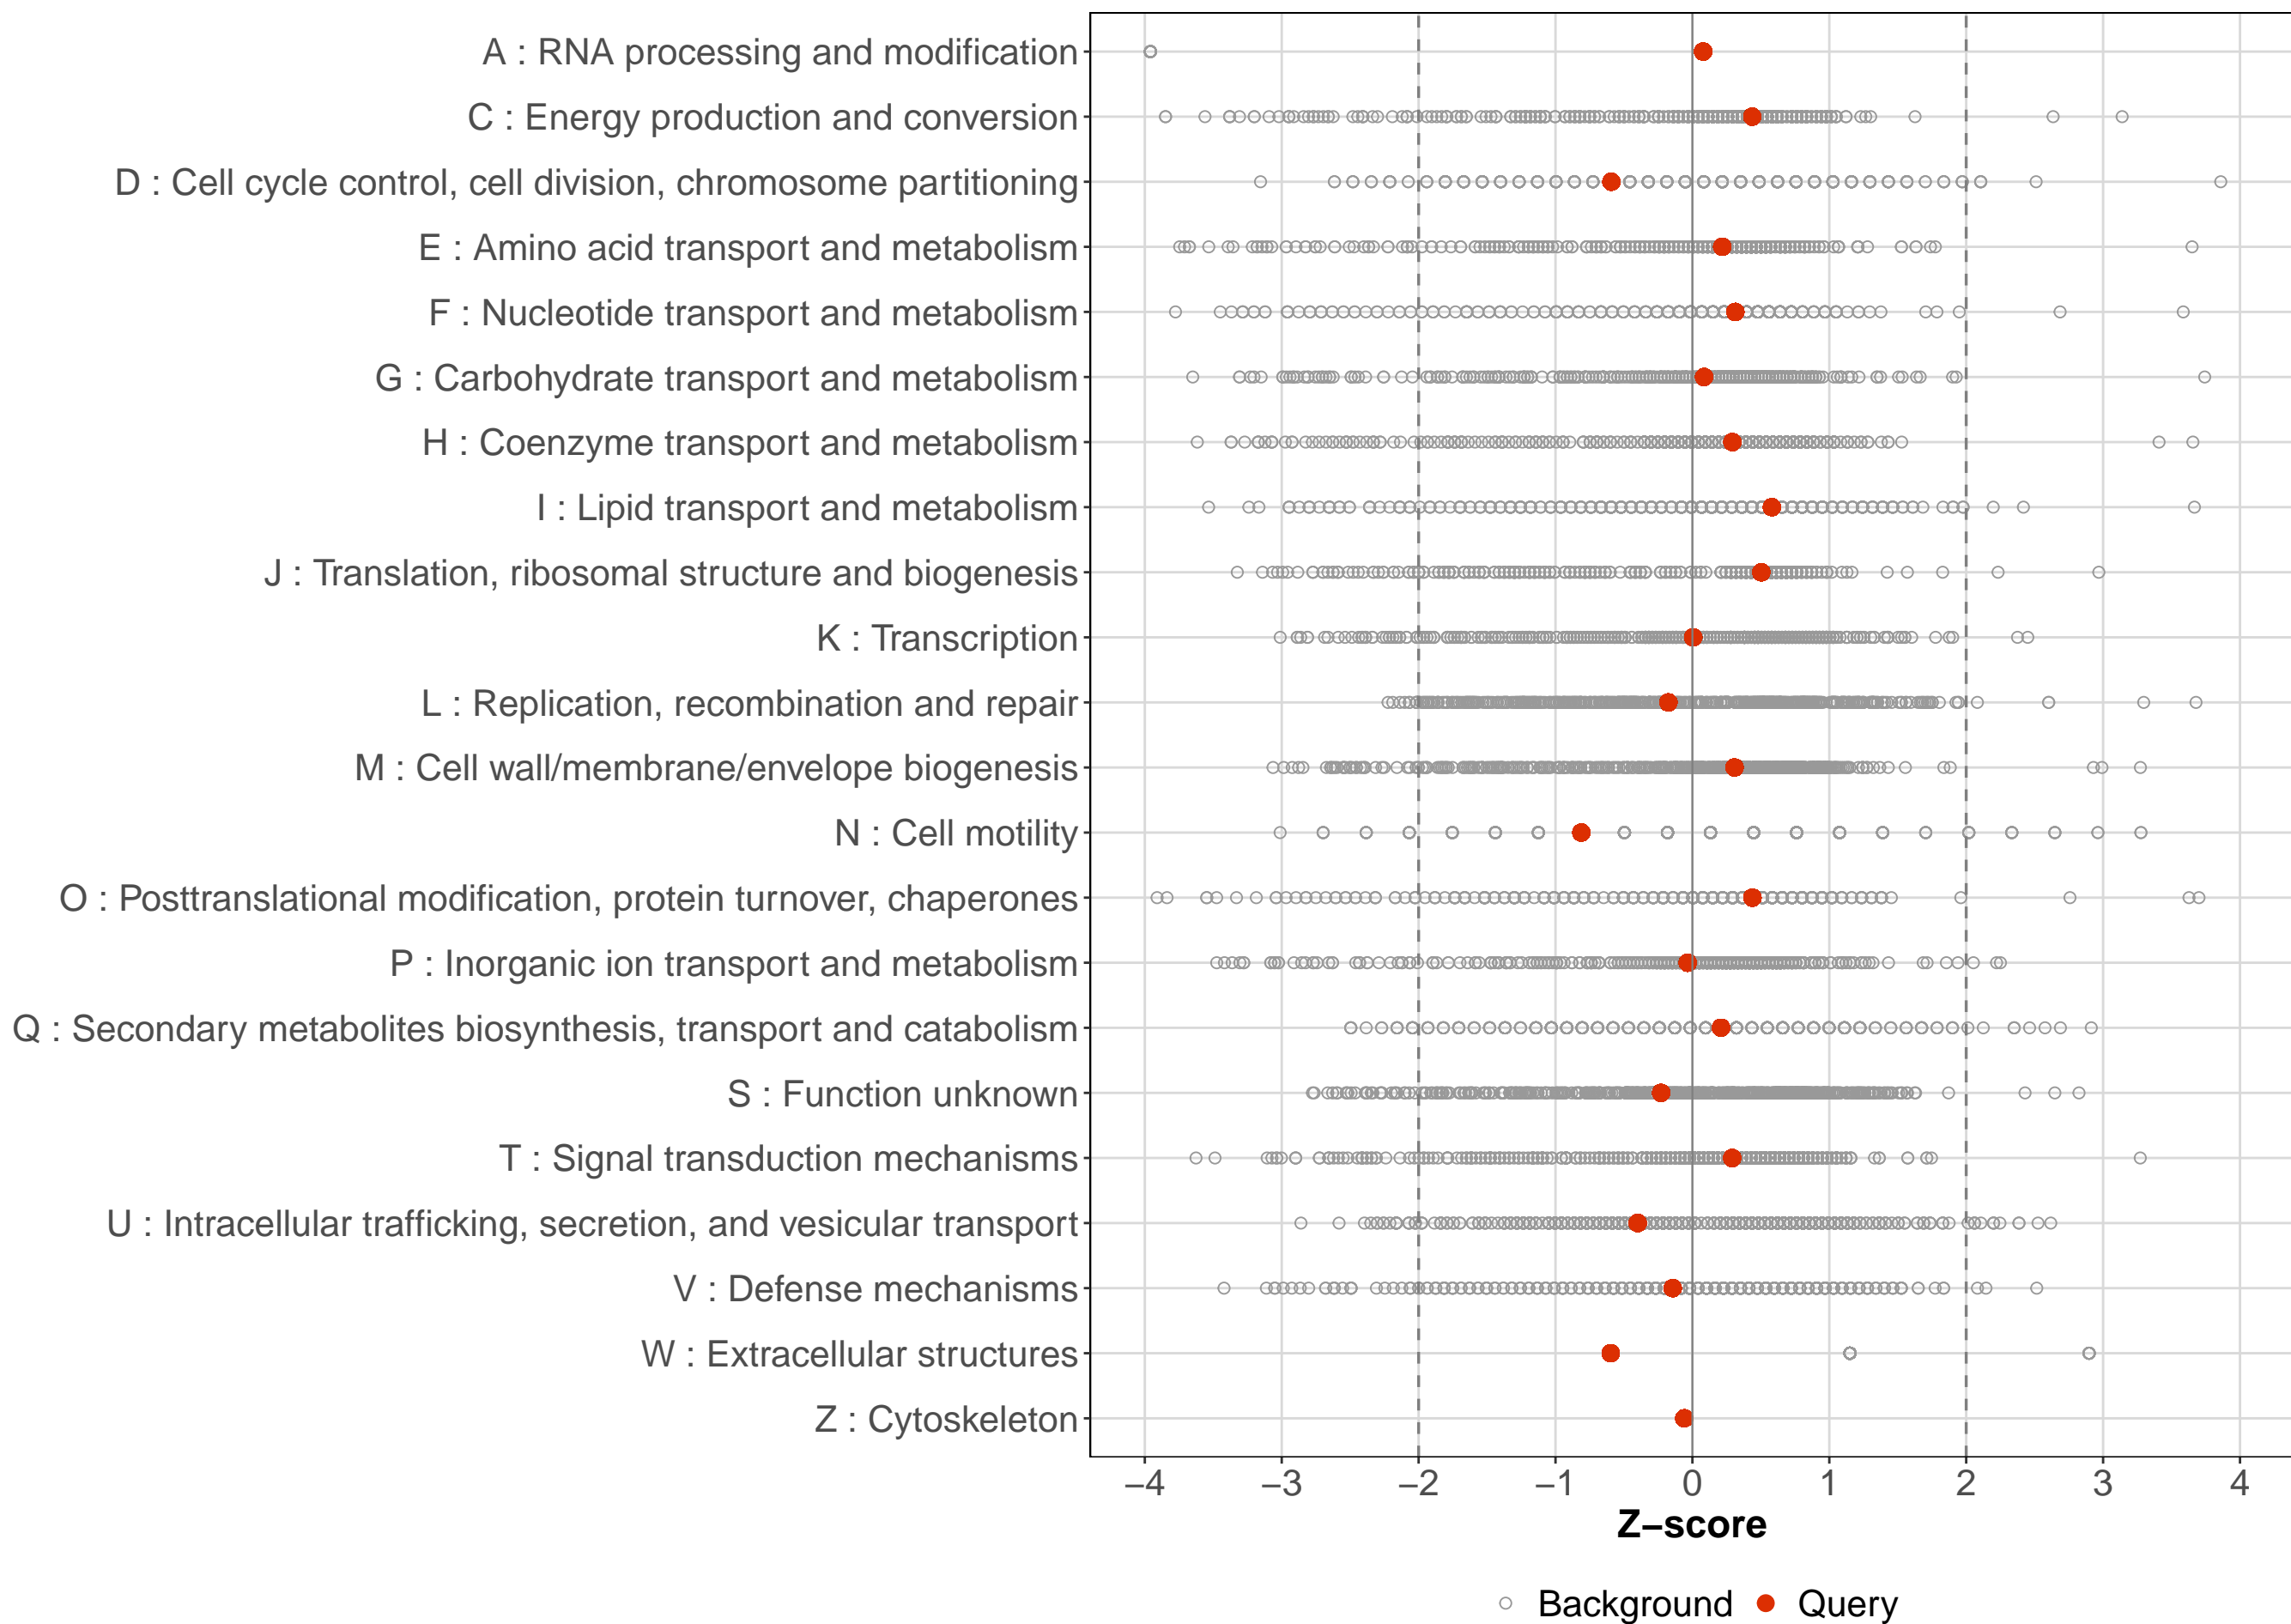 A : RNA processing and modification
C : Energy production and conversion
D : Cell cycle control, cell division, chromosome partitioning
E : Amino acid transport and metabolism
F : Nucleotide transport and metabolism
G : Carbohydrate transport and metabolism
H : Coenzyme transport and metabolism
I : Lipid transport and metabolism
J : Translation, ribosomal structure and biogenesis
K : Transcription
L : Replication, recombination and repair
M : Cell wall/membrane/envelope biogenesis
N : Cell motility
O : Posttranslational modification, protein turnover, chaperones
P : Inorganic ion transport and metabolism
Q : Secondary metabolites biosynthesis, transport and catabolism
S : Function unknown
T : Signal transduction mechanisms
U : Intracellular trafficking, secretion, and vesicular transport
V : Defense mechanisms
W : Extracellular structures
Z : Cytoskeleton
−4 −3 −2 −1 0 1 2 3 4
Z−score
Background Query